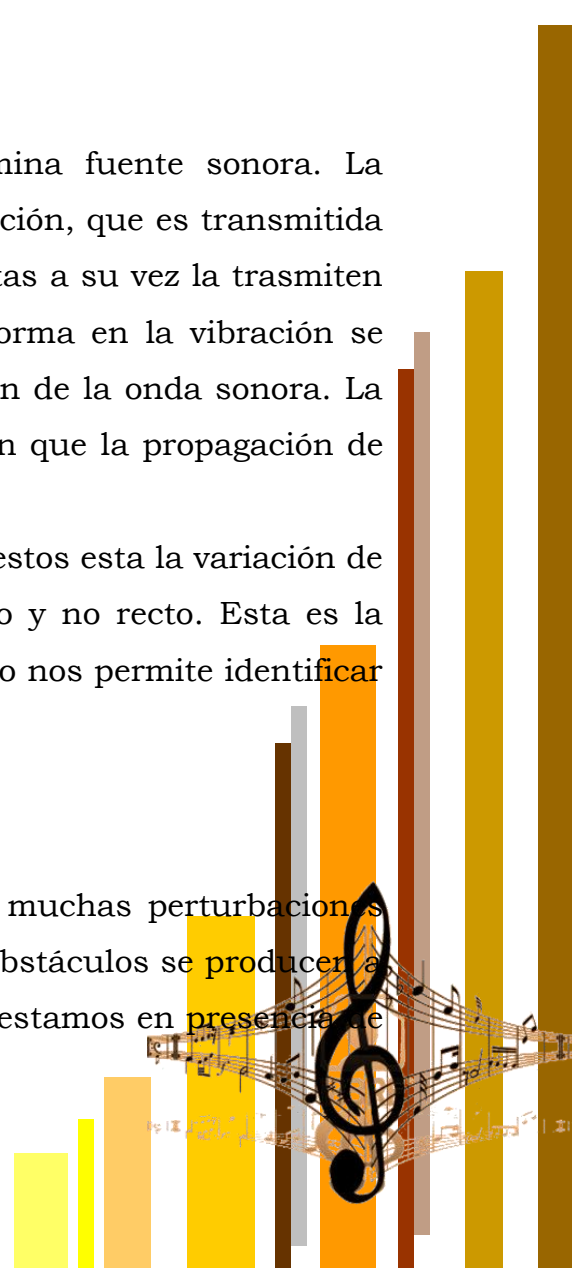 mina fuente sonora. La
ción, que es transmitida
tas a su vez la trasmiten
orma en la vibración se
n de la onda sonora. La
n que la propagación de
estos esta la variación de
o y no recto. Esta es la
o nos permite identificar
muchas perturbaciones
bstáculos se producen a
estamos en presencia de